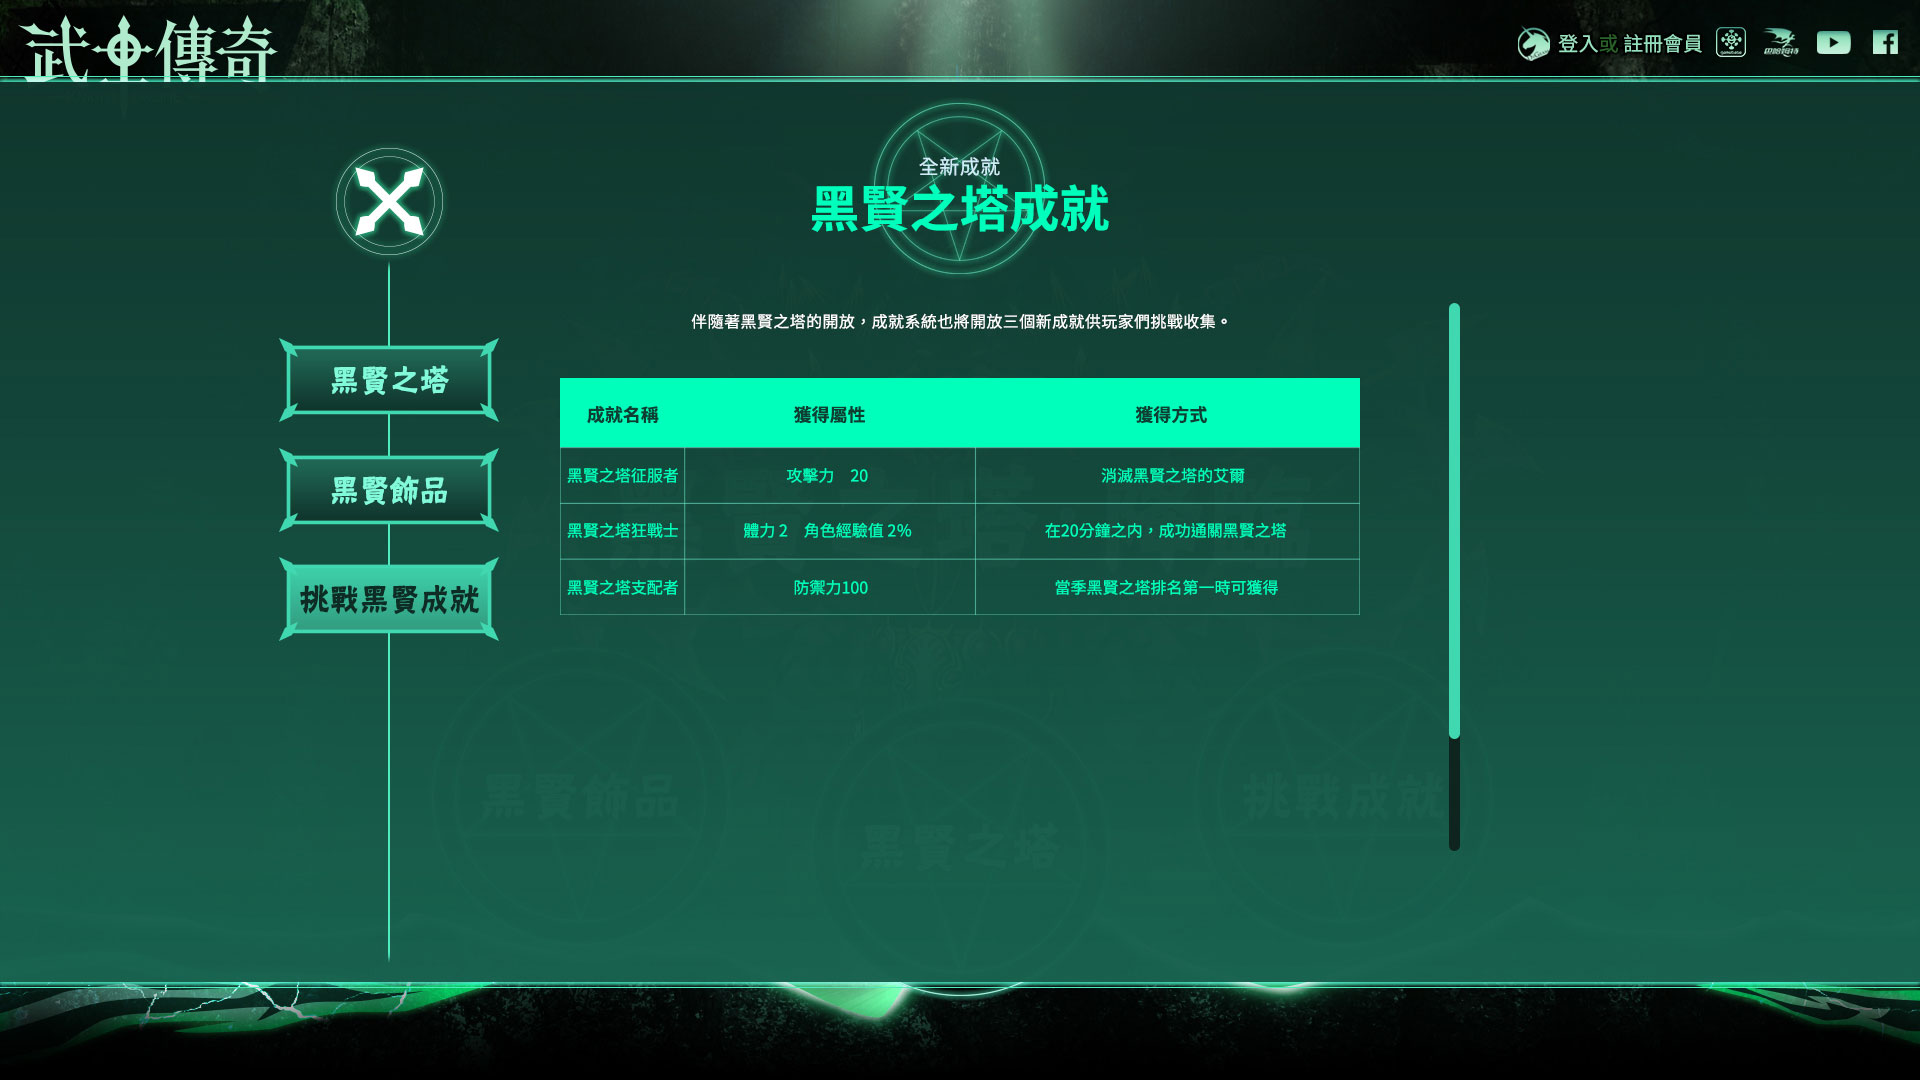 武士傳奇
登入或 註冊會員
巴哈姆特
全新成就
黑賢之塔成就
伴隨著黑賢之塔的開放，成就系統也將開放三個新成就供玩家們挑戰收集。
黑賢之塔
黑賢飾品
挑戰黑賢成就
成就名稱 獲得屬性 獲得方式
黑賢之塔征服者 攻擊力 20 消滅黑賢之塔的艾爾
黑賢之塔狂戰士 體力 2 角色經驗值 2% 在20分鐘之內，成功通關黑賢之塔
黑賢之塔支配者 防禦力100 當季黑賢之塔排名第一時可獲得
黑賢飾品
黑賢之塔
挑戰成就